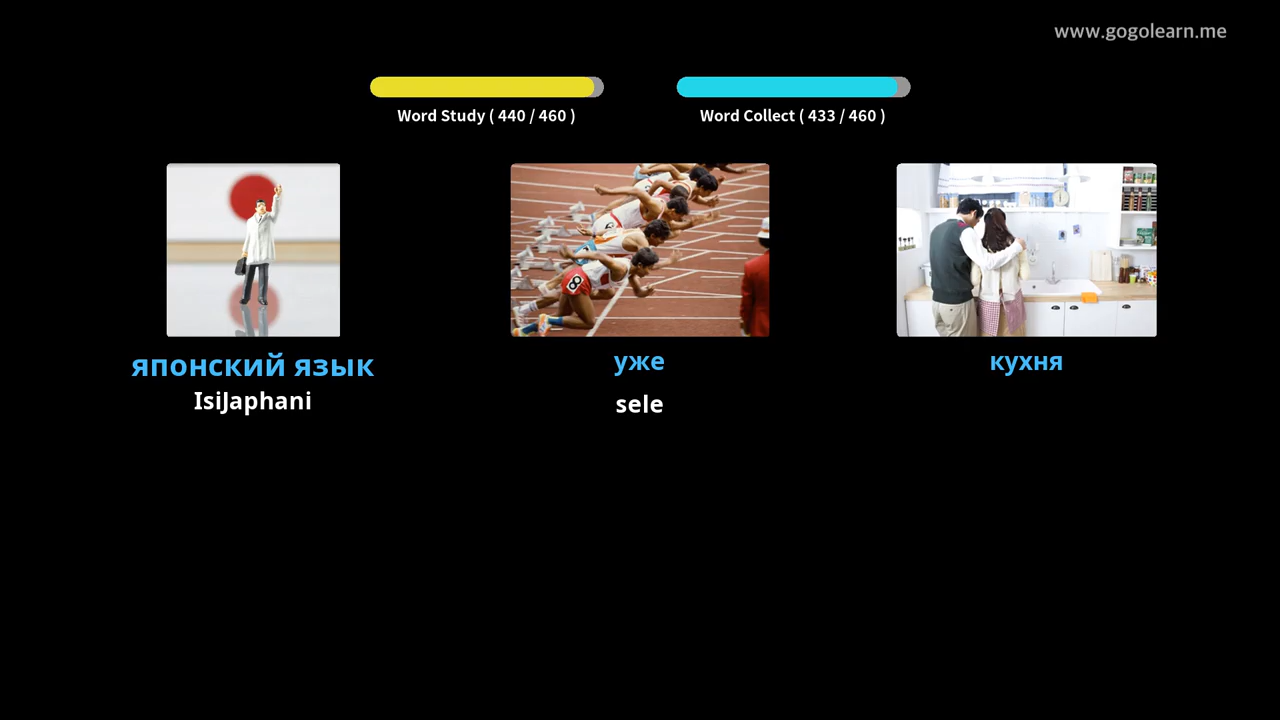 www.gogolearn.me
Word Study ( 440 / 460 )
Word Collect ( 433 / 460 )
японский язык
IsiJaphani
уже
sele
кухня